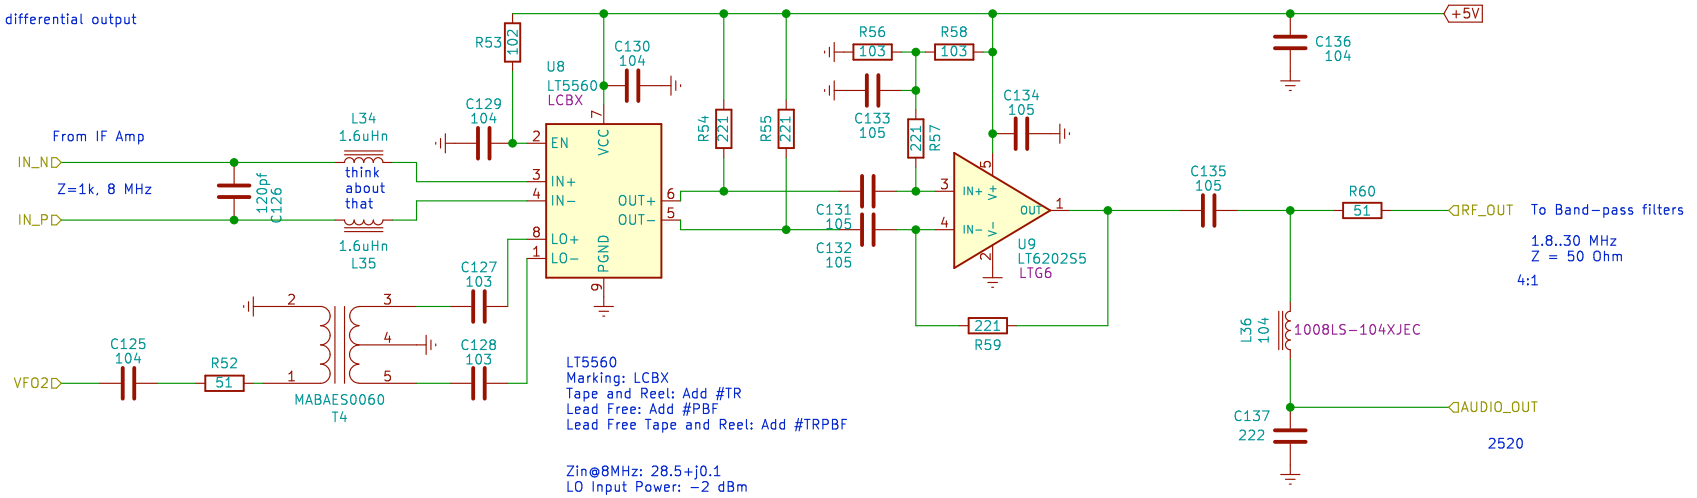 differential output
+5V
R53
102
C130
104
U8
LT5560
LCBX
C129
104
R54
221
R55
221
R56
103
R58
103
C133
105
R57
221
C134
105
C136
104
From IF Amp
L34
1.6uHn
IN_N
Z=1k, 8 MHz
120pf
C126
think
about
that
IN_P
1.6uHn
L35
2
EN
7
VCC
3
IN+
4
IN-
OUT+
6
OUT-
5
8
LO+
1
LO-
PGND
9
C131
105
C132
105
3
IN+
4
IN-
5
V+
V-
2
OUT
1
U9
LT6202S5
LTG6
C135
105
R60
51
RF_OUT
To Band-pass filters
1.8..30 MHz
Z = 50 Ohm
4:1
221
R59
C127
103
C128
103
2
3
4
1
5
C125
104
R52
51
VFO2
MABAES0060
T4
L36
104
1008LS-104XJEC
LT5560
Marking: LCBX
Tape and Reel: Add #TR
Lead Free: Add #PBF
Lead Free Tape and Reel: Add #TRPBF
Zin@8MHz: 28.5+j0.1
LO Input Power: -2 dBm
AUDIO_OUT
C137
222
2520